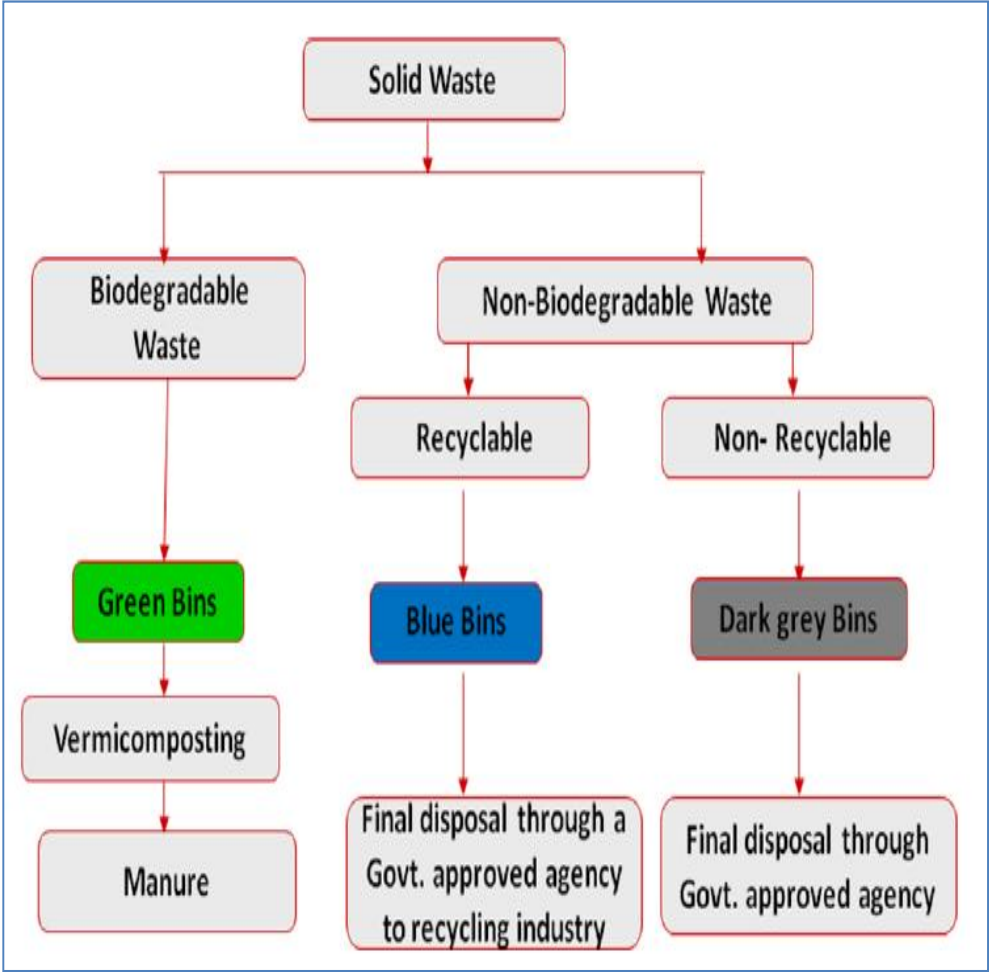 Solid Waste
Biodegradable
Waste
Non-Biodegradable Waste
Recyclable
Non- Recyclable
Green Bins
Blue Bins
Dark grey Bins
Vermicomposting
Manure
Final disposal through a
Govt. approved agency
to recycling industry
Final disposal through
Govt. approved agency